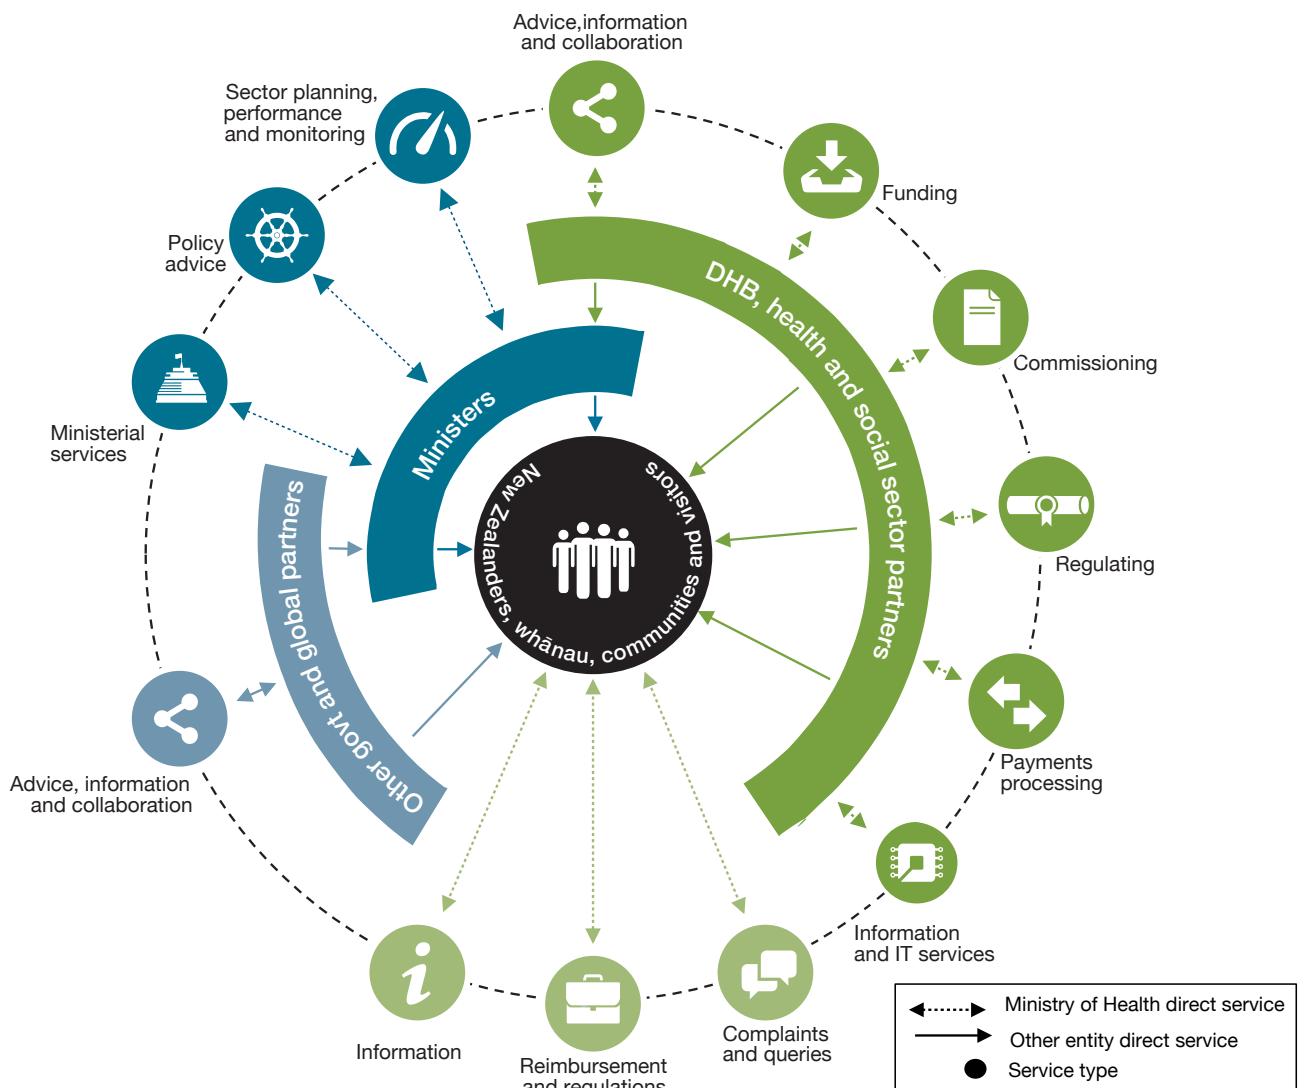 Advice,information
and collaboration
Sector planning,
performance
and monitoring
Funding
Policy
advice
DHB, health and social sector partners
Commissioning
Ministers
Ministerial
services
New Zealanders, whānau, communities and visitors
Other govt and global partners
Regulating
Advice, information
and collaboration
Payments
processing
Information
and IT services
Information
Reimbursement
and regulations
Complaints
and queries
Ministry of Health direct service
Other entity direct service
Service type